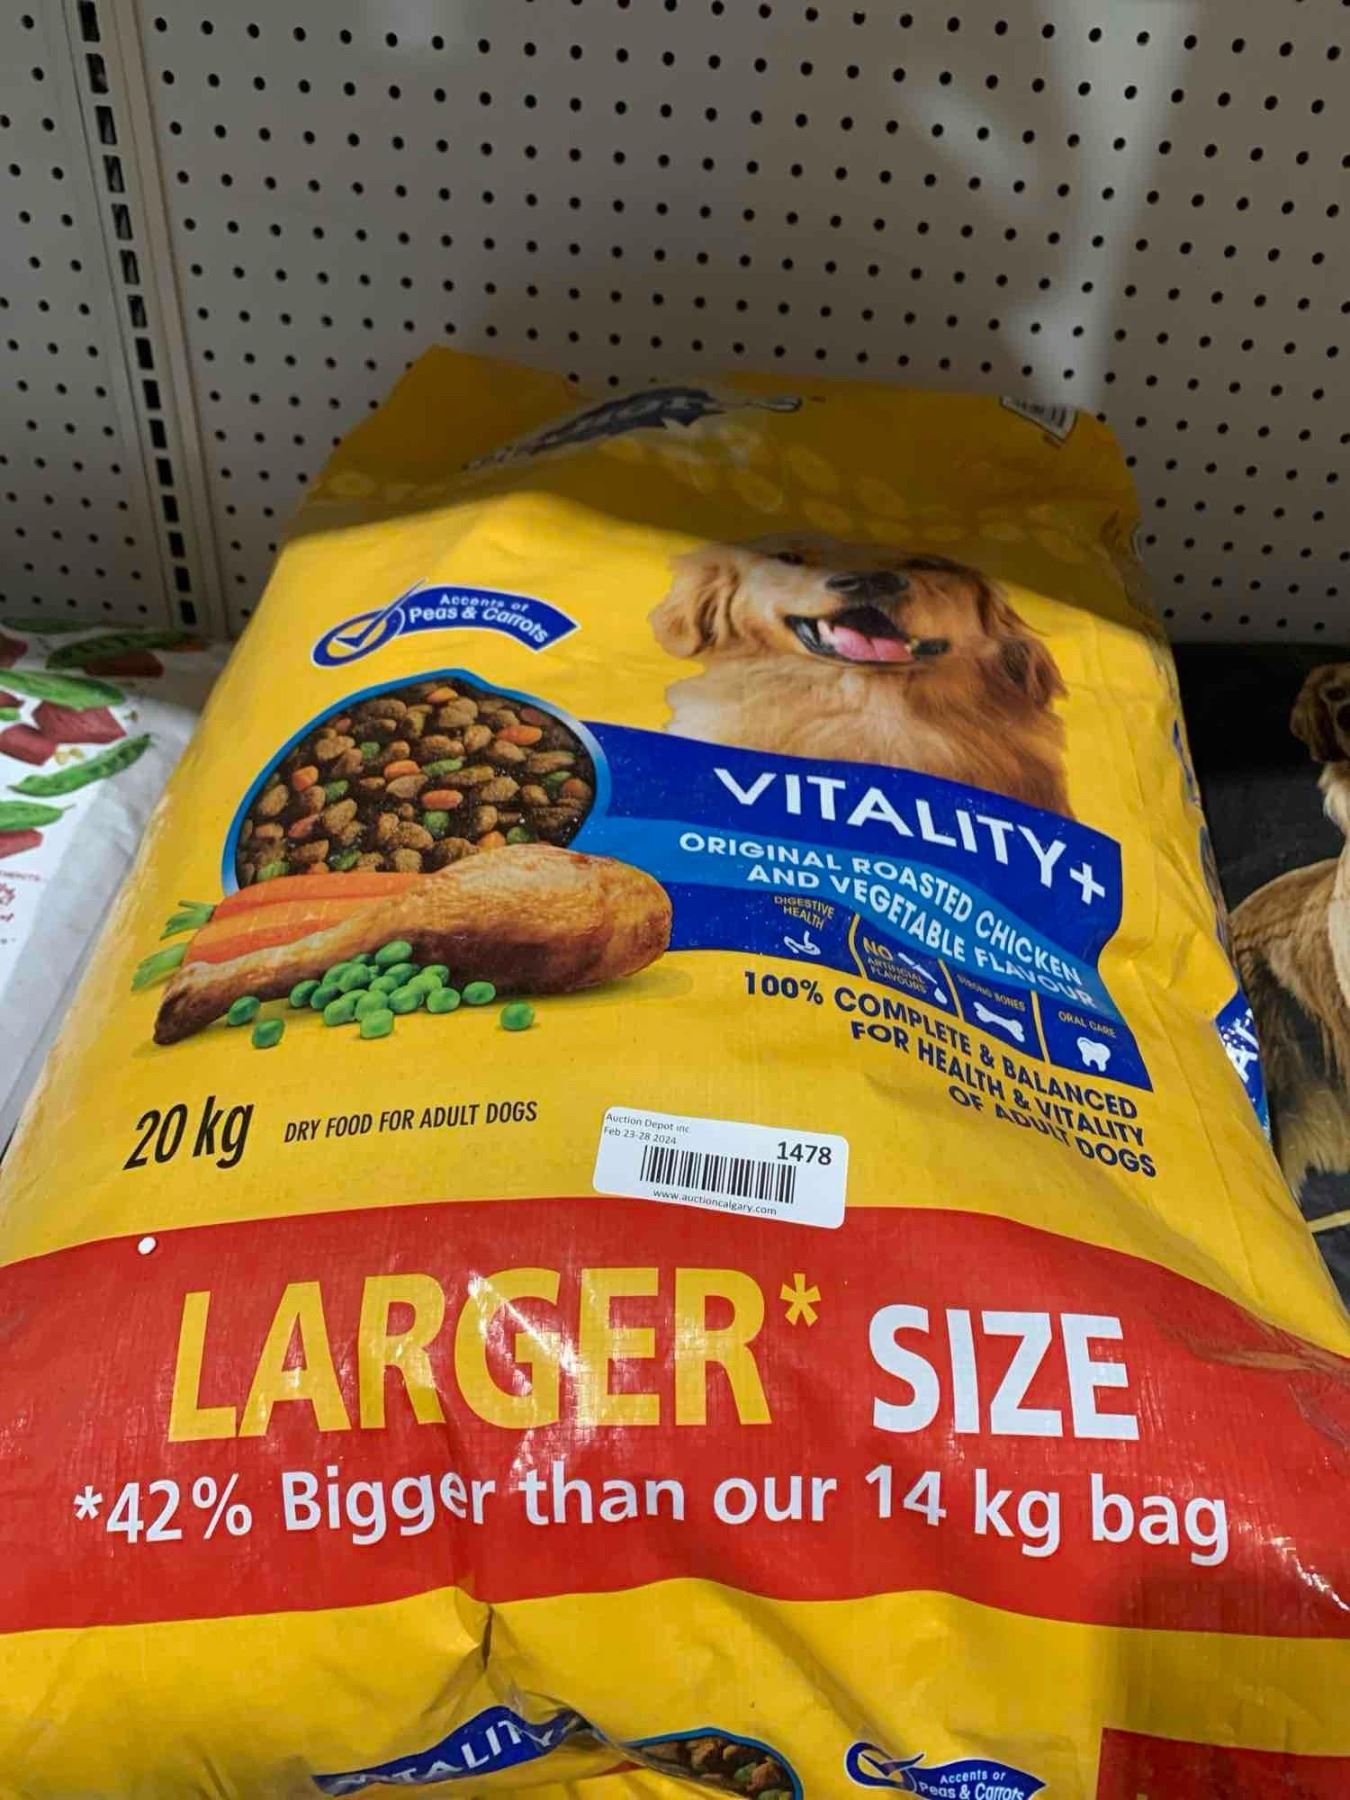 Accents of
Peas & Carrots
VITALITY+
ORIGINAL ROASTED CHICKEN
AND VEGETABLE FLAVOUR
DIGESTIVE
HEALTH
NO
ARTIFICIAL
FLAVOURS
STRONG BONES
ORAL CARE
100% COMPLETE & BALANCED
FOR HEALTH & VITALITY
OF ADULT DOGS
20 kg
DRY FOOD FOR ADULT DOGS
Auction Depot inc
Feb 23-28 2024
1478
www.auctioncalgary.com
LARGER* SIZE
*42% Bigger than our 14 kg bag
Accents of
Peas & Carrots